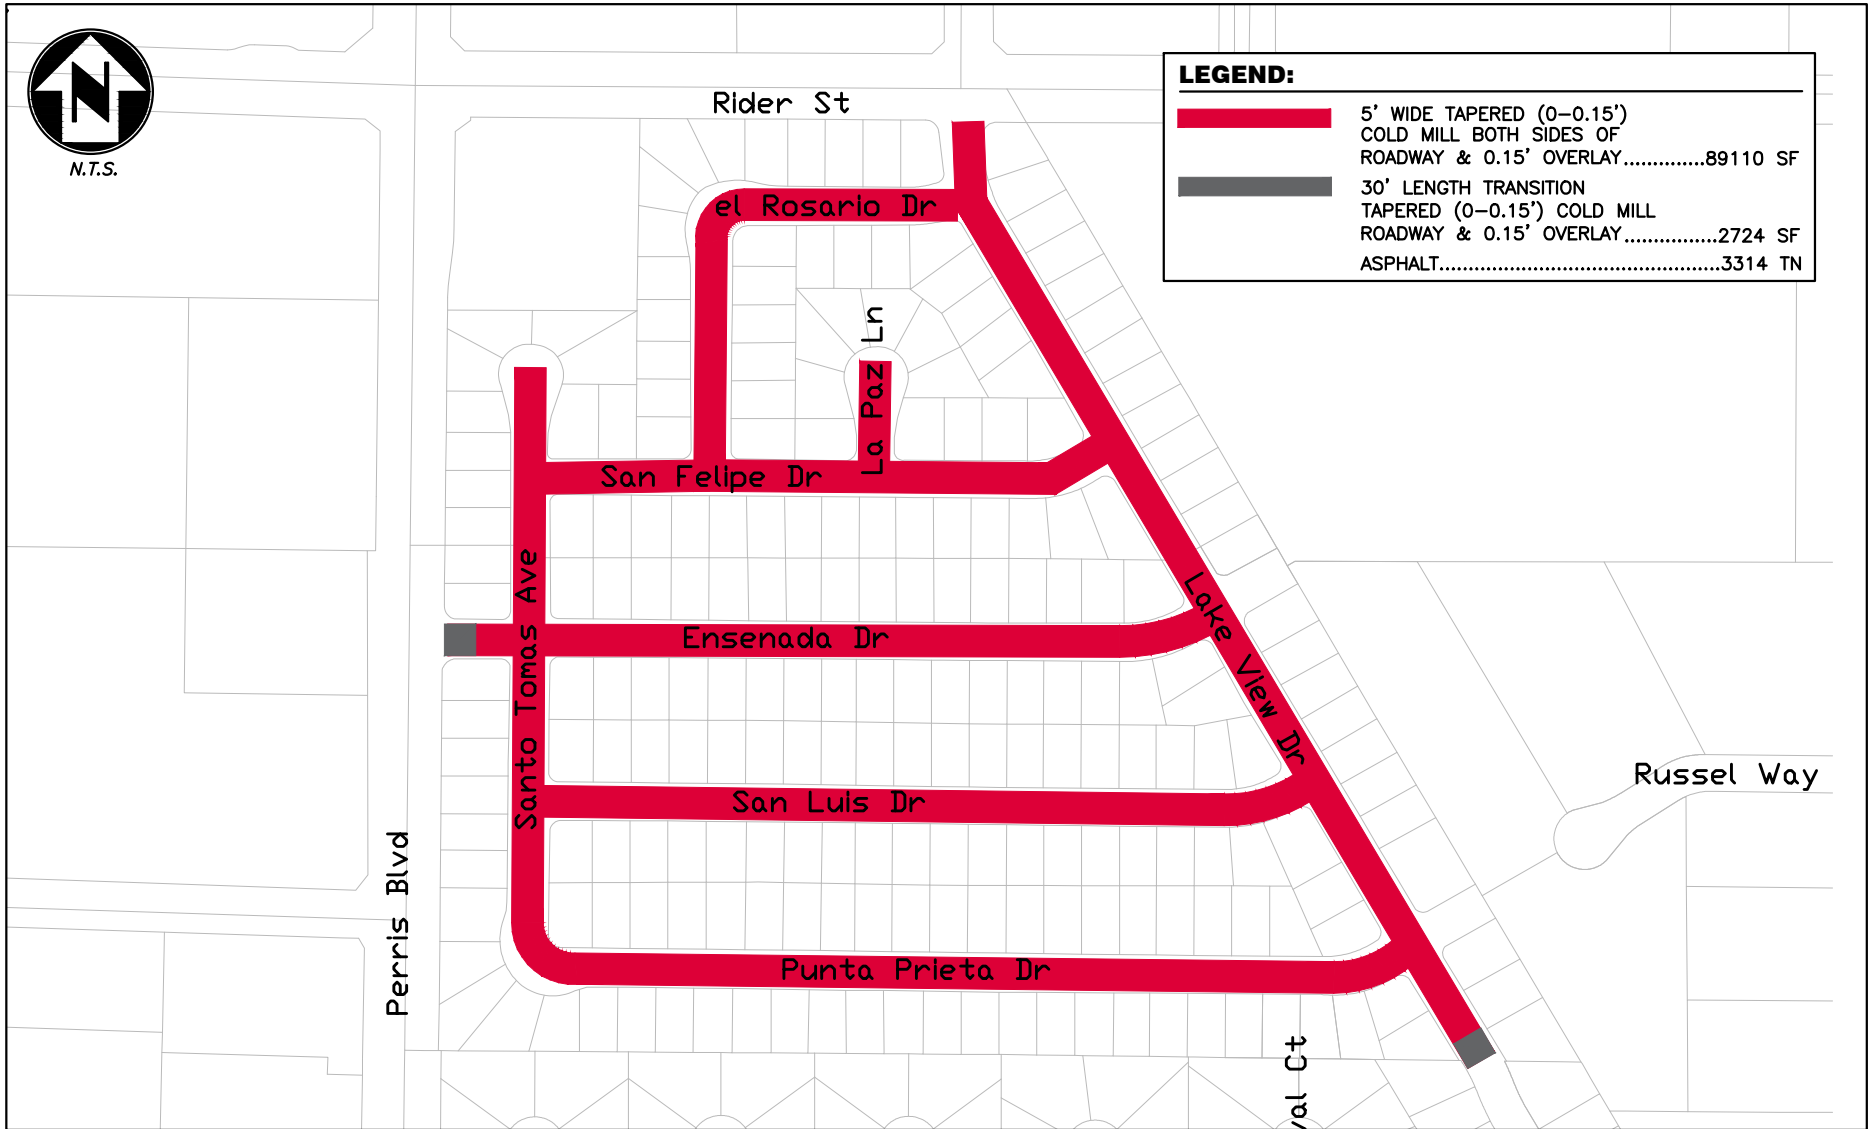 N
N.T.S.
Rider St
LEGEND:
5' WIDE TAPERED (0-0.15')
COLD MILL BOTH SIDES OF
ROADWAY & 0.15' OVERLAY.............89110 SF
30' LENGTH TRANSITION
TAPERED (0-0.15') COLD MILL
ROADWAY & 0.15' OVERLAY...............2724 SF
ASPHALT.............................................3314 TN
el Rosario Dr
La Paz Ln
San Felipe Dr
Santo Tomas Ave
Ensenada Dr
Lake View Dr
San Luis Dr
Russel Way
Perris Blvd
Punta Prieta Dr
val Ct